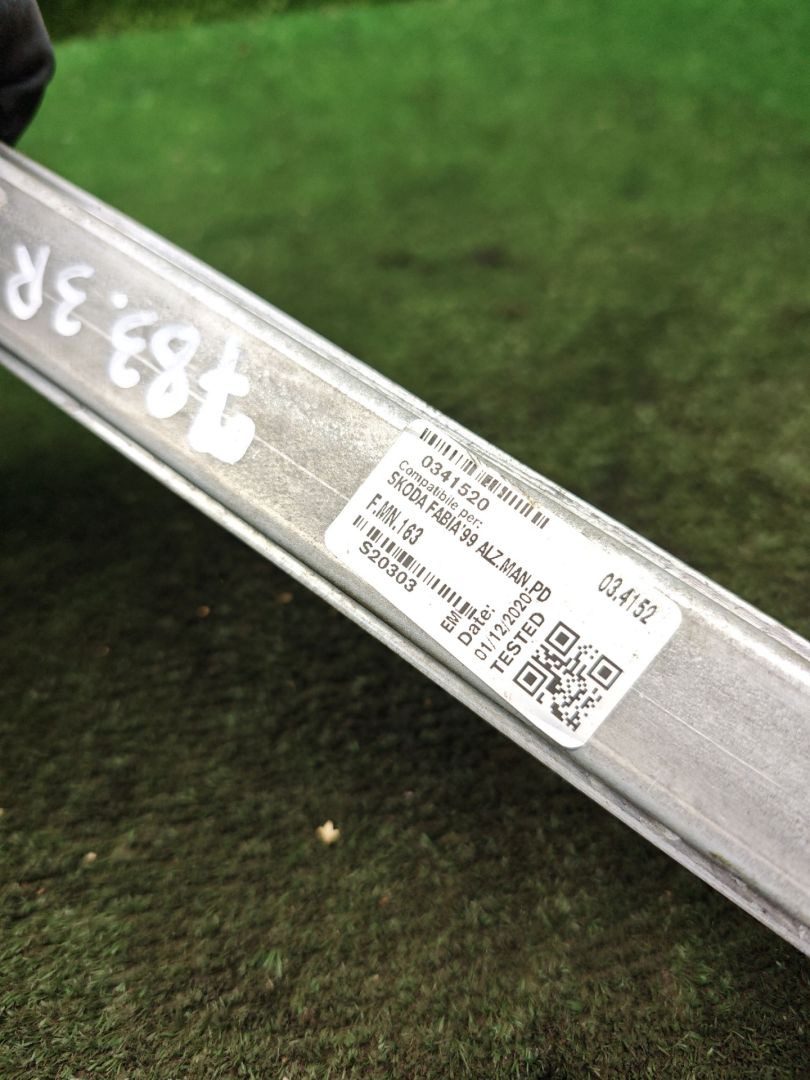 783.3R
0341520
Compatibile per:
SKODA FABIA'99 ALZ.MAN.PD
F.MN.163
03.4152
S20303
EM
Date:
01/12/2020
TESTED